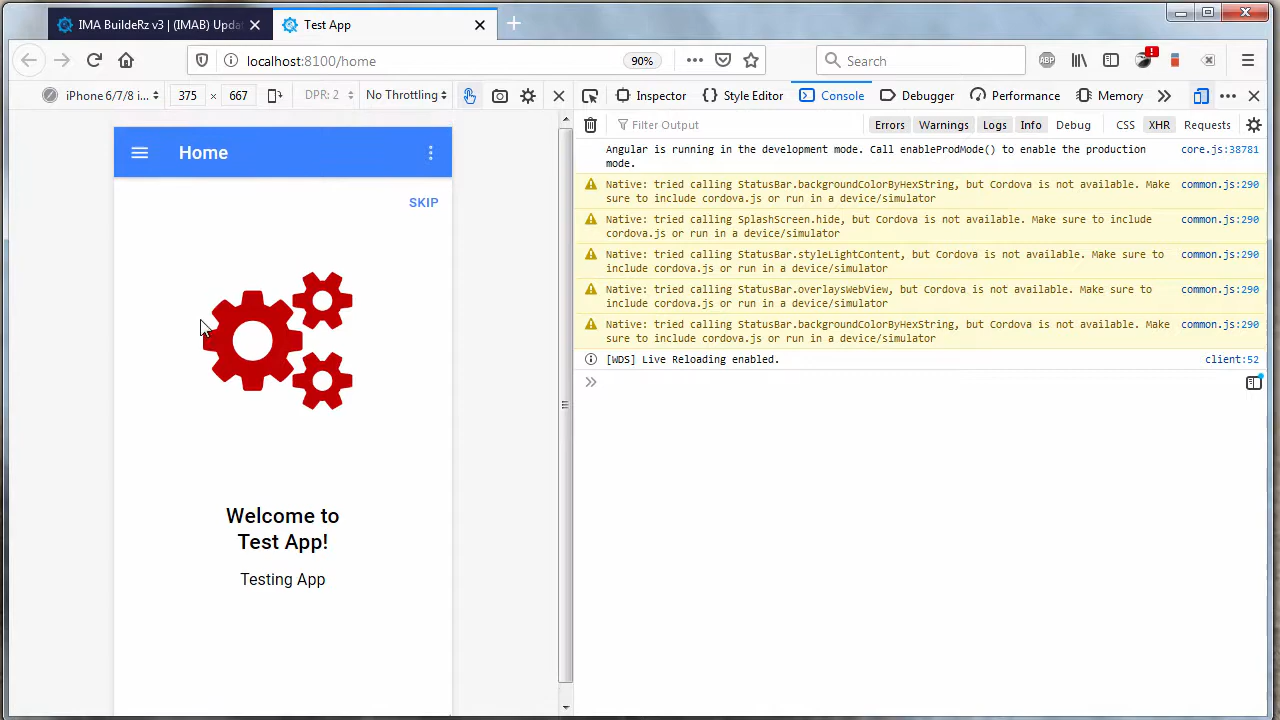 IMA BuildeRz v3 | (IMAB) Upda
Test App
localhost:8100/home
90%
Search
iPhone 6/7/8 i...
375 × 667
DPR: 2
No Throttling
Inspector
Style Editor
Console
Debugger
Performance
Memory
Filter Output
Errors
Warnings
Logs
Info
Debug
CSS
XHR
Requests
Home
SKIP
Welcome to
Test App!
Testing App
Angular is running in the development mode. Call enableProdMode() to enable the production core.js:38781
mode.
Native: tried calling StatusBar.backgroundColorByHexString, but Cordova is not available. Make common.js:290
sure to include cordova.js or run in a device/simulator
Native: tried calling SplashScreen.hide, but Cordova is not available. Make sure to include common.js:290
cordova.js or run in a device/simulator
Native: tried calling StatusBar.styleLightContent, but Cordova is not available. Make sure to common.js:290
include cordova.js or run in a device/simulator
Native: tried calling StatusBar.overlaysWebView, but Cordova is not available. Make sure to common.js:290
include cordova.js or run in a device/simulator
Native: tried calling StatusBar.backgroundColorByHexString, but Cordova is not available. Make common.js:290
sure to include cordova.js or run in a device/simulator
[WDS] Live Reloading enabled. client:52